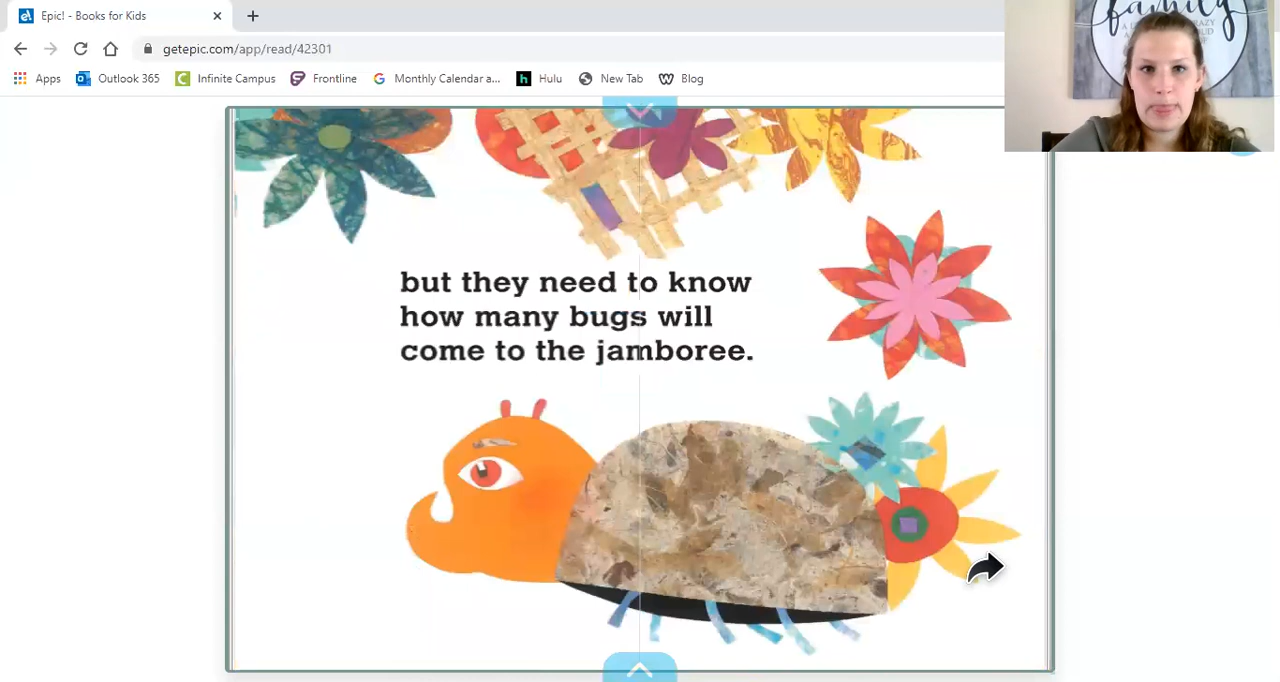 Epic! - Books for Kids
getepic.com/app/read/42301
Apps Outlook 365 Infinite Campus Frontline Monthly Calendar a... Hulu New Tab Blog
family
but they need to know
how many bugs will
come to the jamboree.